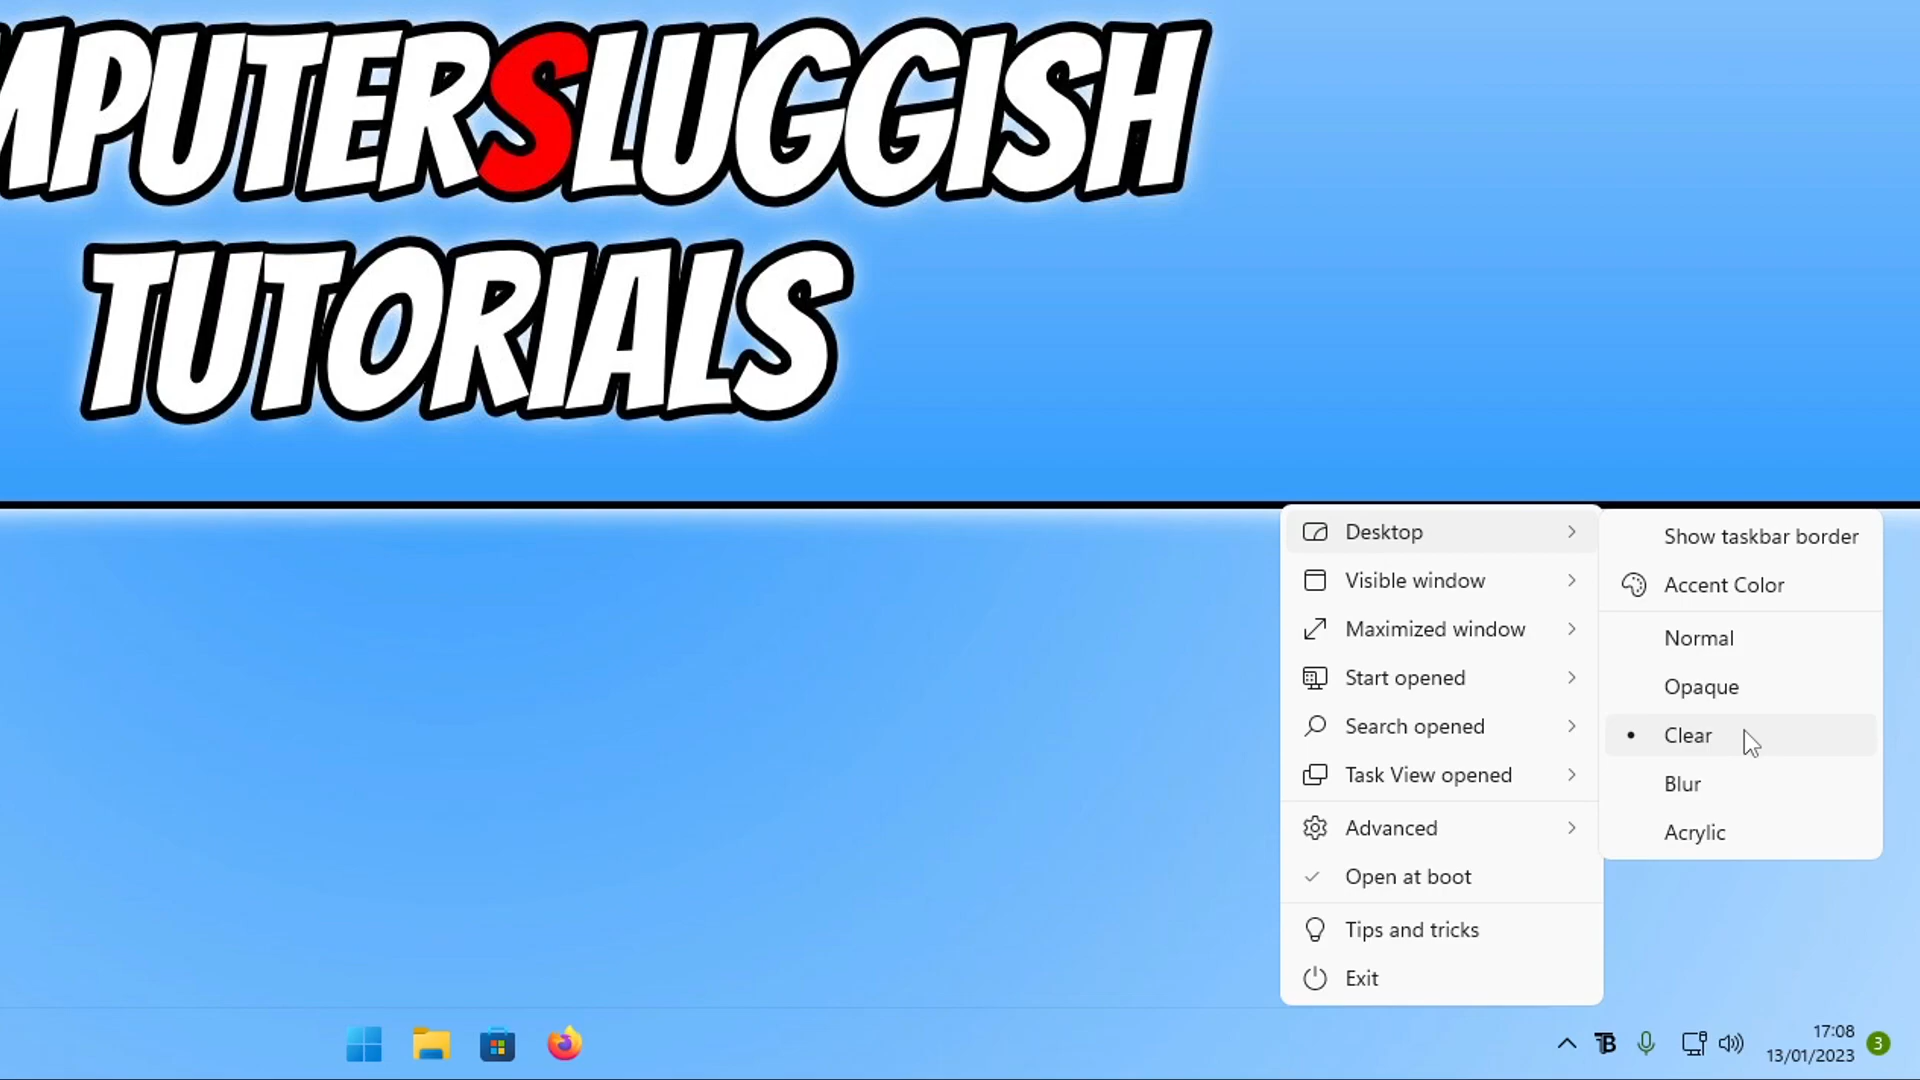 MPUTERSLUGGISH
TUTORIALS
Desktop
Visible window
Maximized window
Start opened
Search opened
Task View opened
Advanced
Open at boot
Tips and tricks
Exit
Show taskbar border
Accent Color
Normal
Opaque
Clear
Blur
Acrylic
TB
17:08
13/01/2023
3